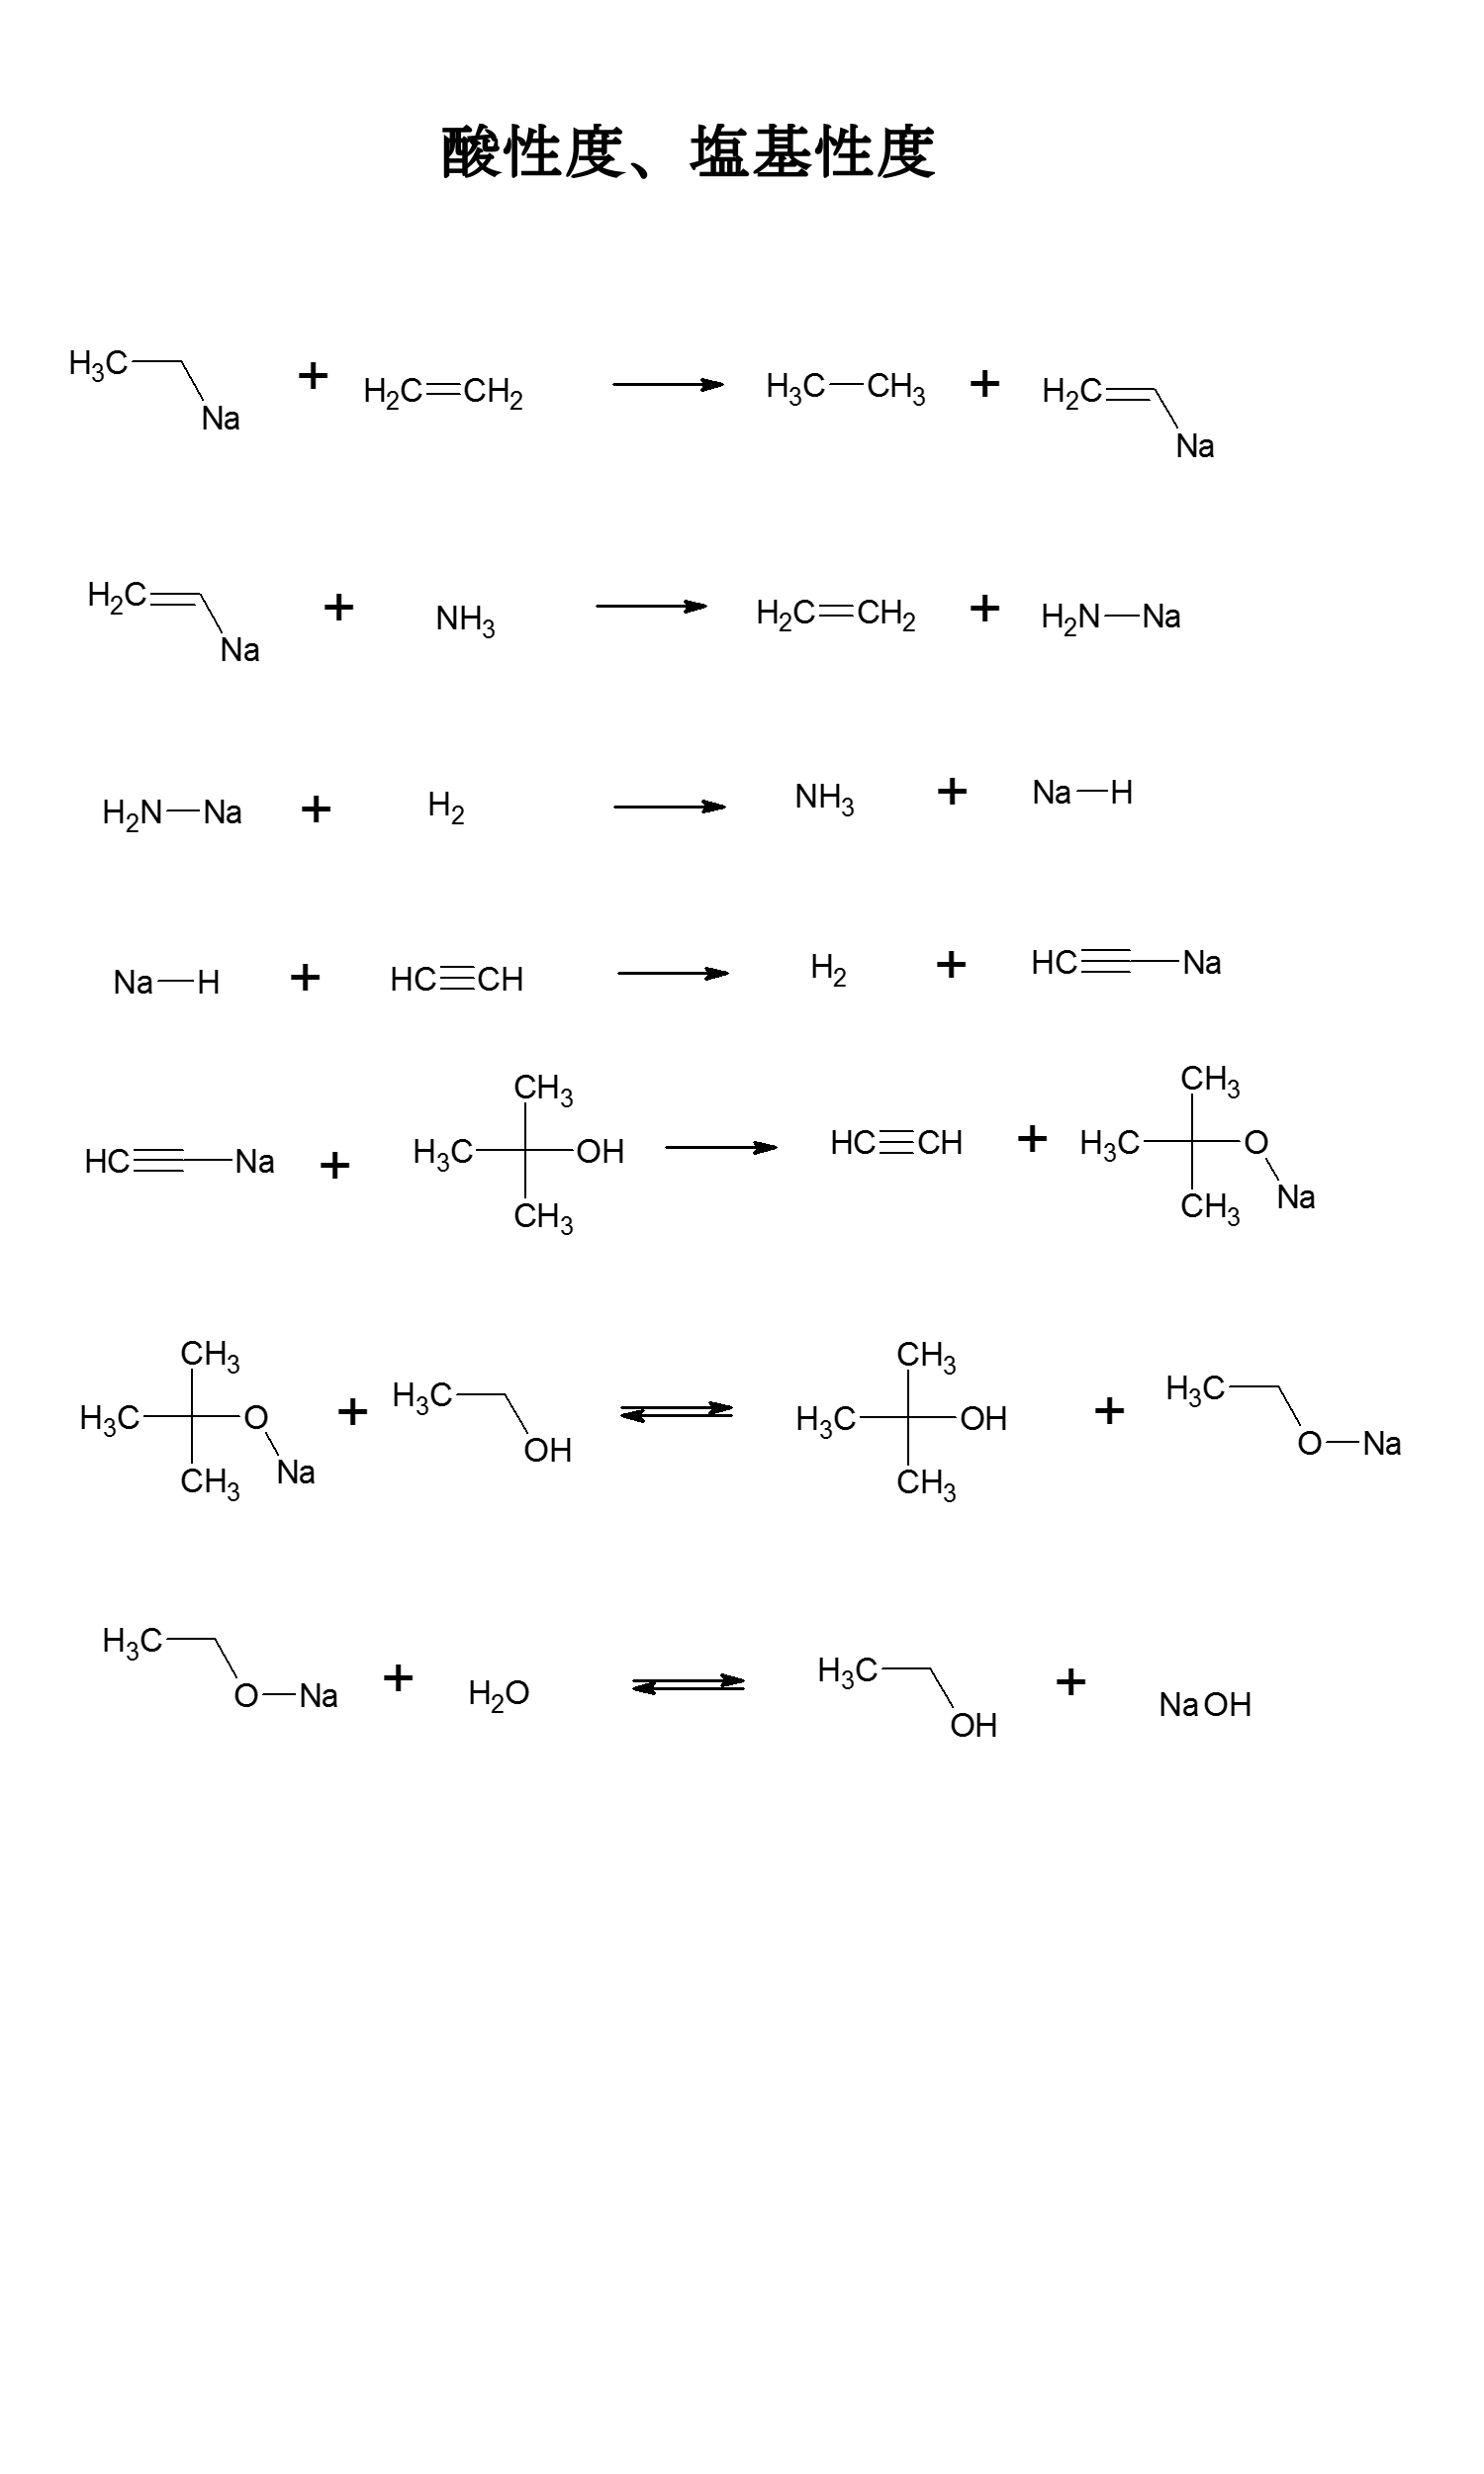 酸性度、塩基性度
H3C Na + H2C=CH2 → H3C—CH3 + H2C Na
H2C Na + NH3 → H2C=CH2 + H2N—Na
H2N—Na + H2 → NH3 + Na—H
Na—H + HC≡CH → H2 + HC≡—Na
HC≡—Na + CH3 H3C OH CH3 → HC≡CH + CH3 H3C O Na CH3
CH3 H3C O Na CH3 + H3C OH ⇌ CH3 H3C OH CH3 + H3C O—Na
H3C O—Na + H2O ⇌ H3C OH + NaOH